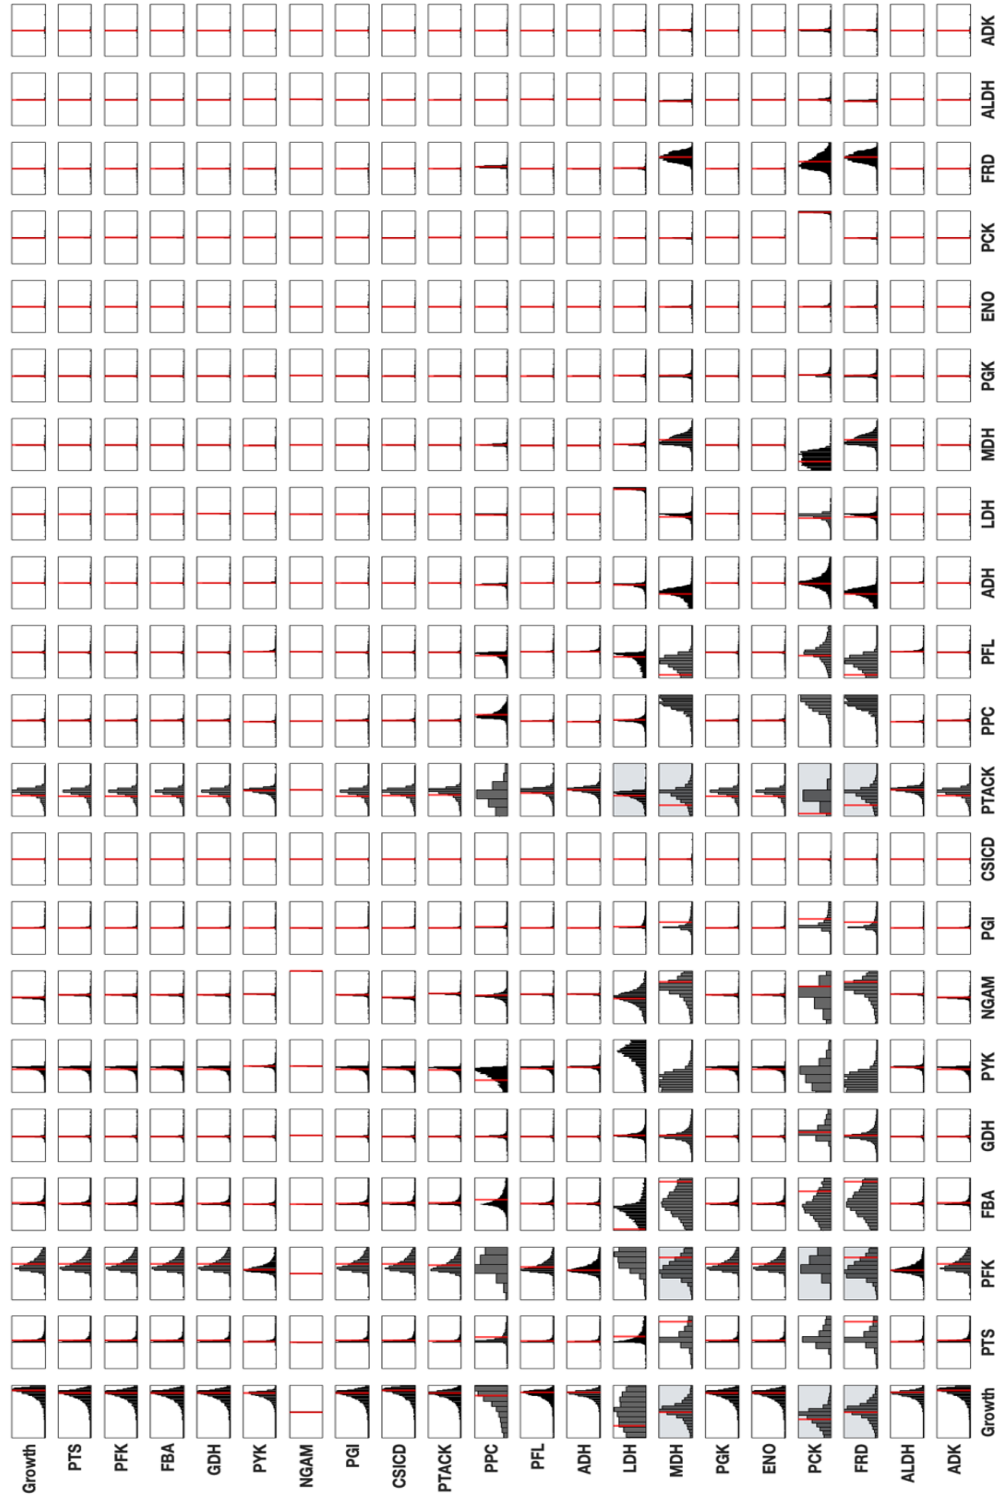 ADK
ALDH
FRD
PCK
ENO
PGK
MDH
LDH
ADH
PFL
PPC
PTACK
CSICD
PGI
NGAM
PYK
GDH
FBA
PFK
PTS
Growth
Growth
PTS
PFK
FBA
GDH
PYK
NGAM
PGI
CSICD
PTACK
PPC
PFL
ADH
LDH
MDH
PGK
ENO
PCK
FRD
ALDH
ADK